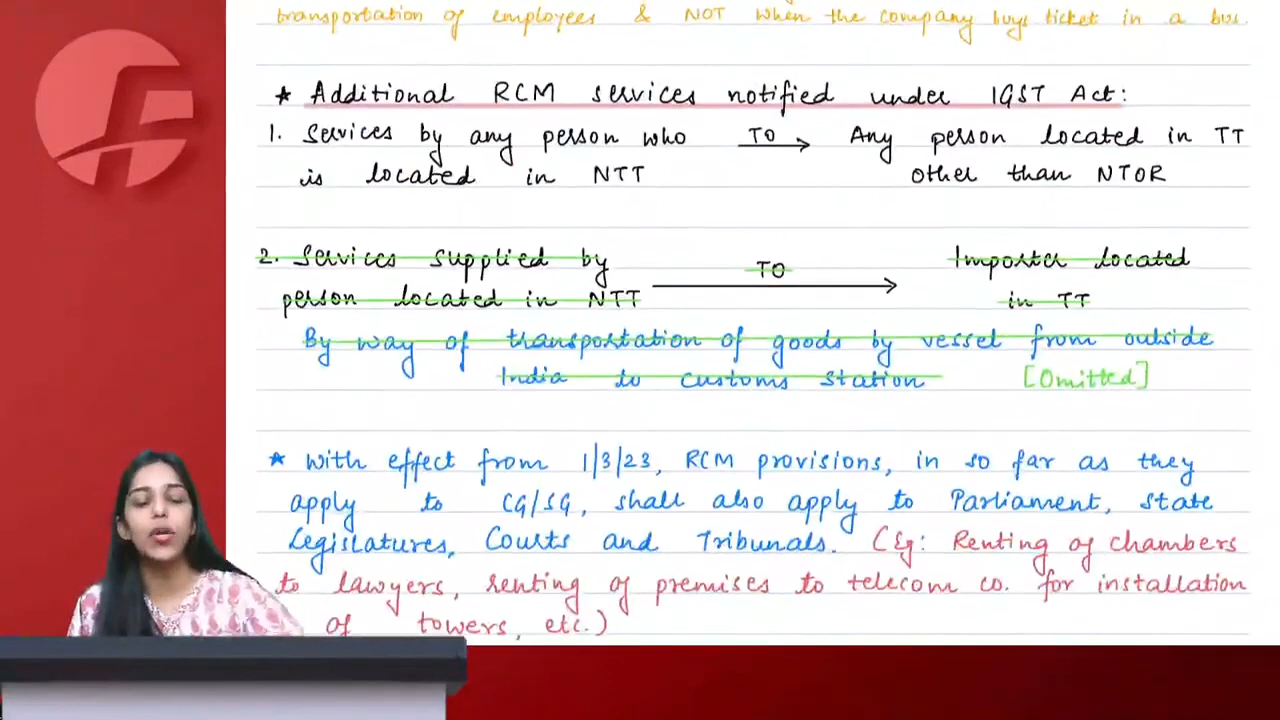 transportation of employees & NOT when the company buys ticket in a bus.
* Additional RCM services notified under IGST Act:
1. Services by any person who TO Any person located in TT
is located in NTT other than NTOR
2. Services supplied by TO Importer located
person located in NTT in TT
By way of transportation of goods by vessel from outside
India to customs station [Omitted]
* With effect from 1/3/23, RCM provisions, in so far as they
apply to CG/SG, shall also apply to Parliament, State
Legislatures, Courts and Tribunals. (Eg: Renting of chambers
to lawyers, renting of premises to telecom co. for installation
of towers, etc.)